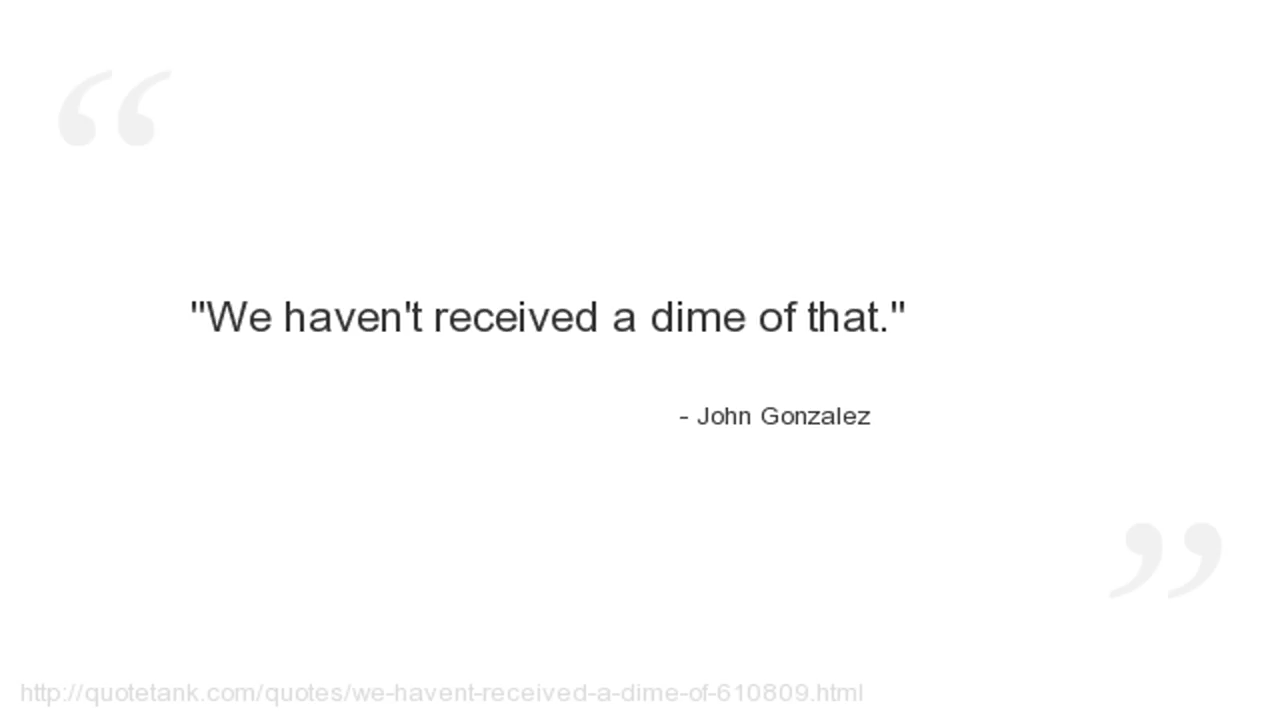 "We haven't received a dime of that."
- John Gonzalez
http://quotetank.com/quotes/we-havent-received-a-dime-of-610809.html